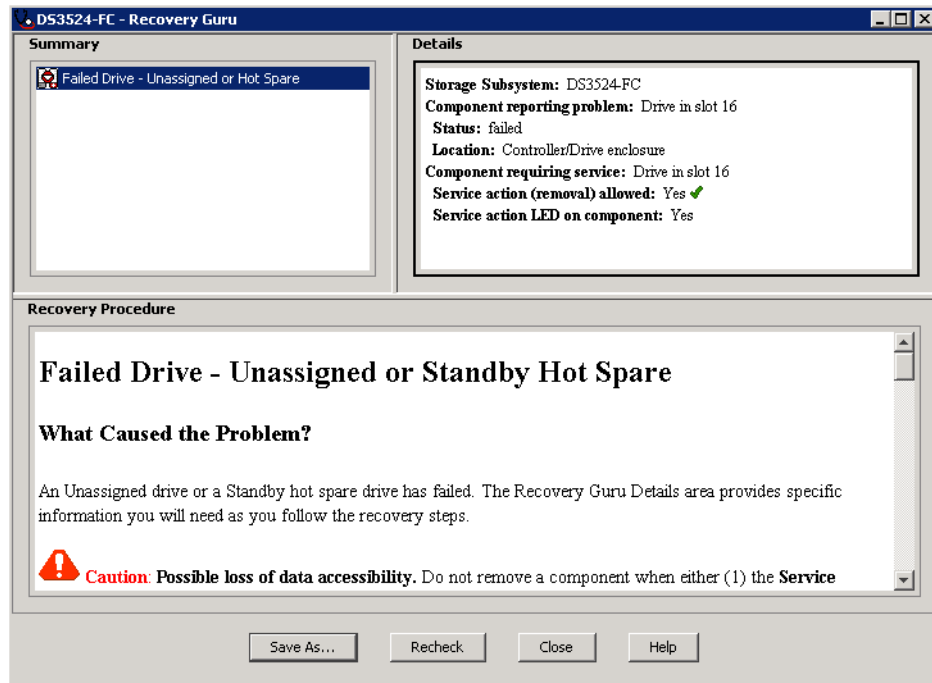 DS3524-FC - Recovery Guru
Summary
Failed Drive - Unassigned or Hot Spare
Details
Storage Subsystem: DS3524-FC
Component reporting problem: Drive in slot 16
Status: failed
Location: Controller/Drive enclosure
Component requiring service: Drive in slot 16
Service action (removal) allowed: Yes ✔
Service action LED on component: Yes
Recovery Procedure
Failed Drive - Unassigned or Standby Hot Spare
What Caused the Problem?
An Unassigned drive or a Standby hot spare drive has failed. The Recovery Guru Details area provides specific
information you will need as you follow the recovery steps.
Caution: Possible loss of data accessibility. Do not remove a component when either (1) the Service
Save As...
Recheck
Close
Help